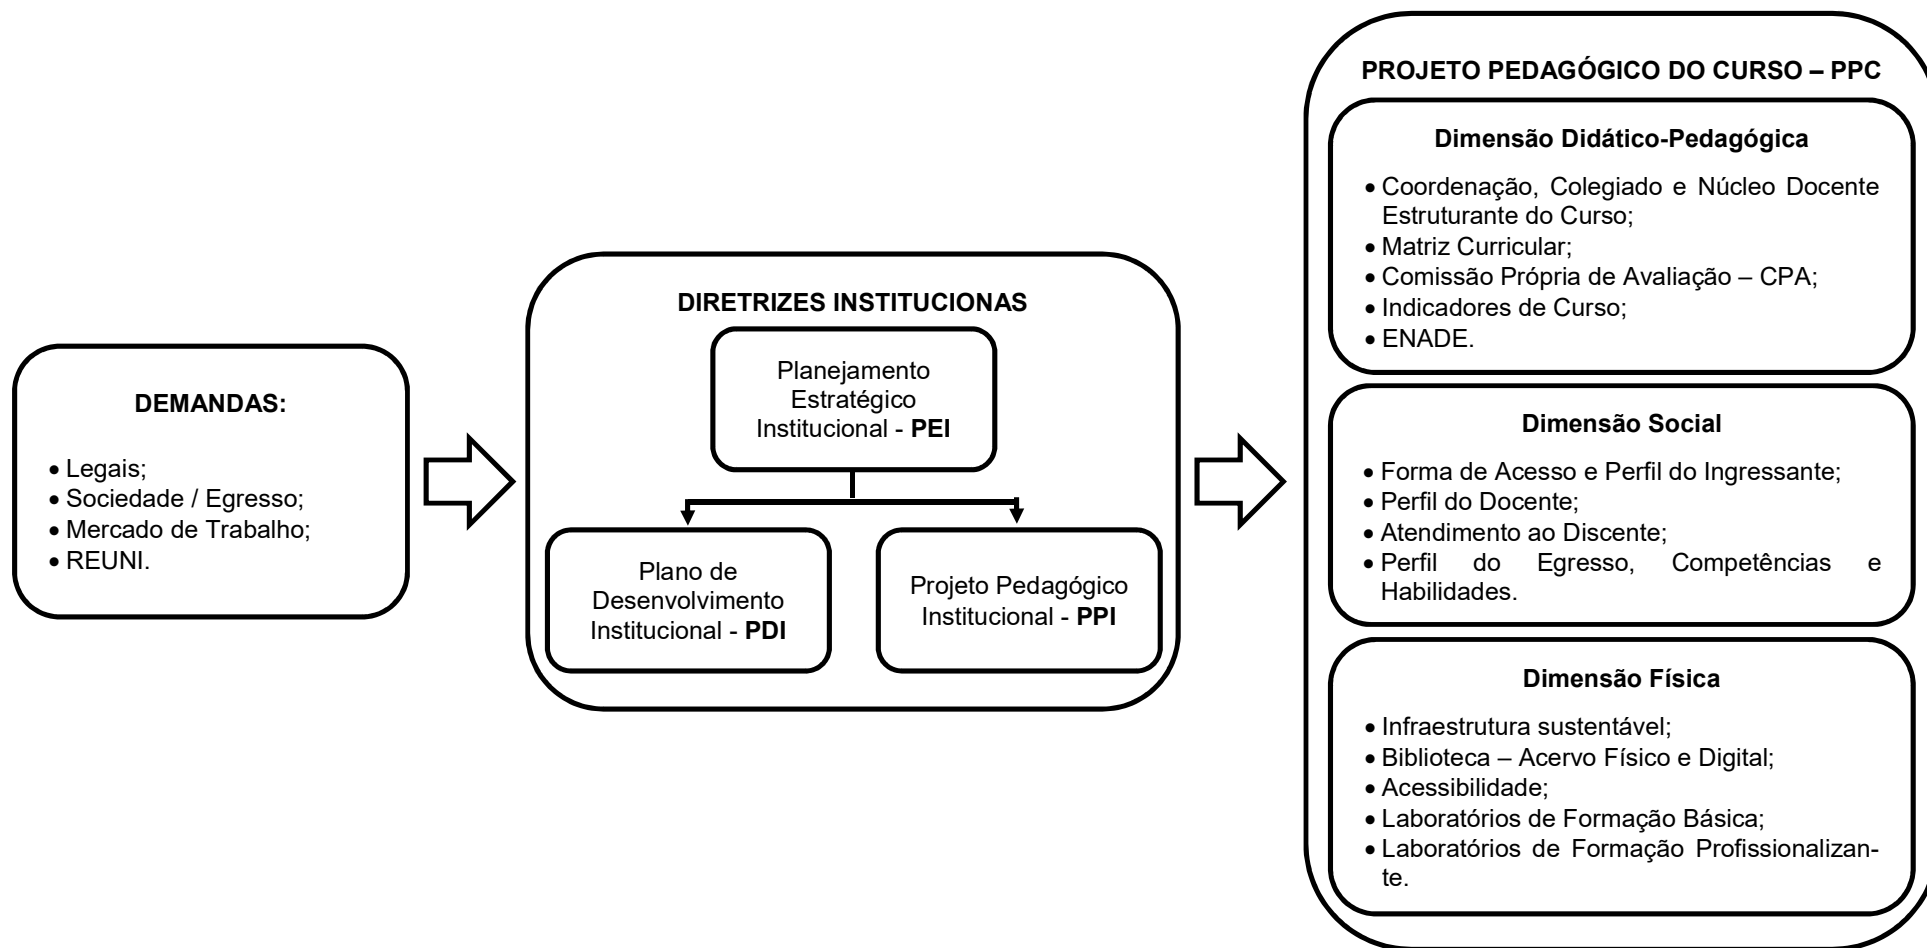 DEMANDAS:
• Legais;
• Sociedade / Egresso;
• Mercado de Trabalho;
• REUNI.
DIRETRIZES INSTITUCIONAS
Planejamento
Estratégico
Institucional - PEI
Plano de
Desenvolvimento
Institucional - PDI
Projeto Pedagógico
Institucional - PPI
PROJETO PEDAGÓGICO DO CURSO – PPC
Dimensão Didático-Pedagógica
• Coordenação, Colegiado e Núcleo Docente
Estruturante do Curso;
• Matriz Curricular;
• Comissão Própria de Avaliação – CPA;
• Indicadores de Curso;
• ENADE.
Dimensão Social
• Forma de Acesso e Perfil do Ingressante;
• Perfil do Docente;
• Atendimento ao Discente;
• Perfil do Egresso, Competências e
Habilidades.
Dimensão Física
• Infraestrutura sustentável;
• Biblioteca – Acervo Físico e Digital;
• Acessibilidade;
• Laboratórios de Formação Básica;
• Laboratórios de Formação Profissionalizan-
te.